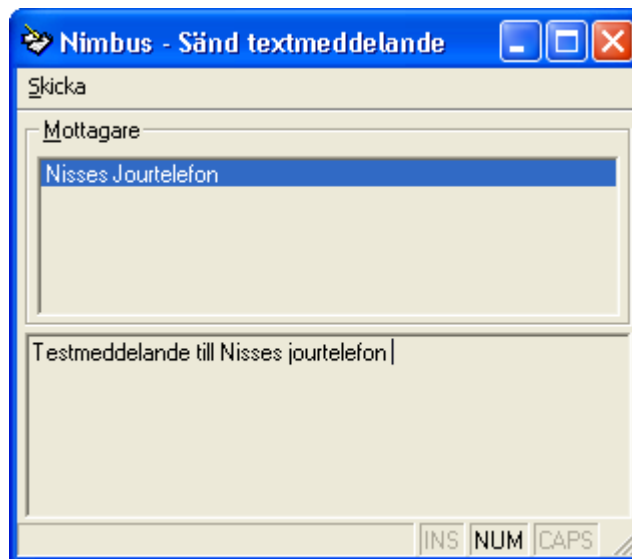 Nimbus - Sänd textmeddelande
Skicka
Mottagare
Nisses Jourtelefon
Testmeddelande till Nisses jourtelefon
INS NUM CAPS